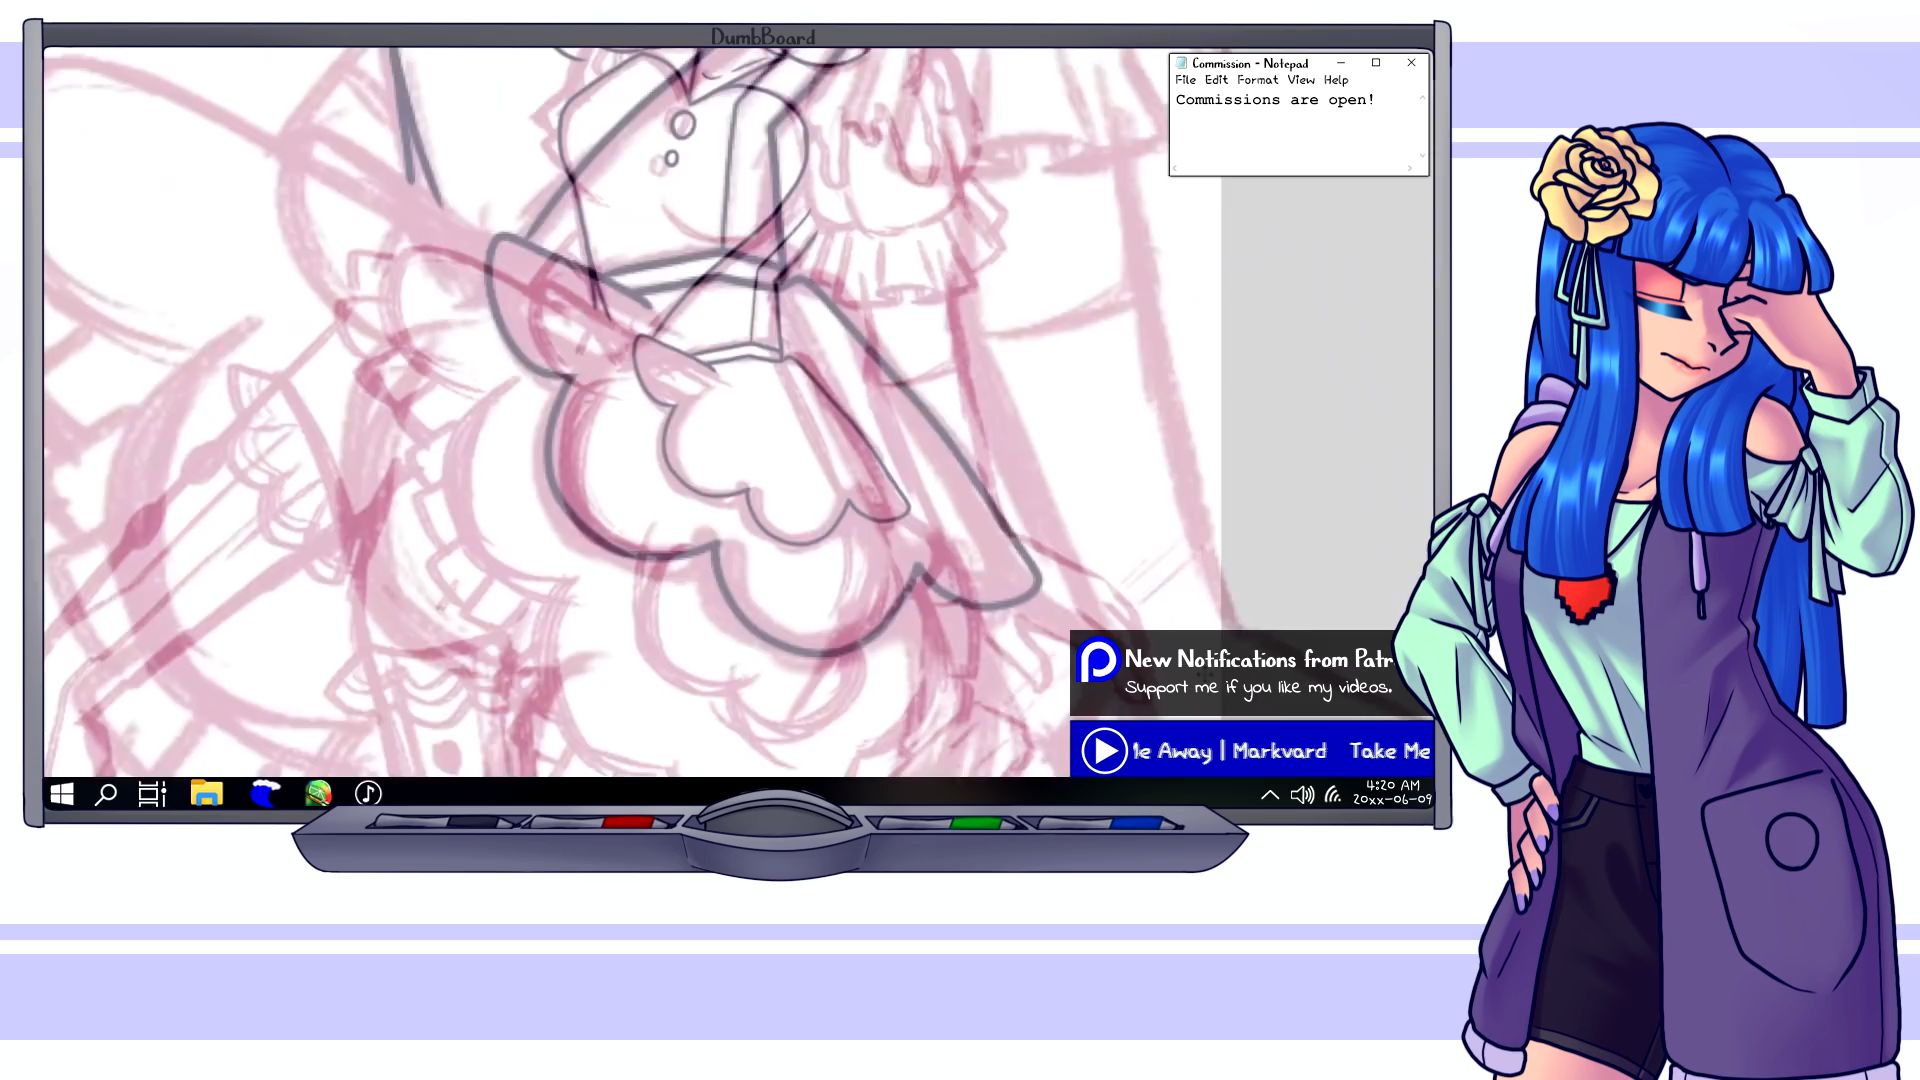 DumbBoard
Commission - Notepad
File Edit Format View Help
Commissions are open!
New Notifications from Patr
Support me if you like my videos.
le Away | Markvard Take Me
4:20 AM
20xx-06-09